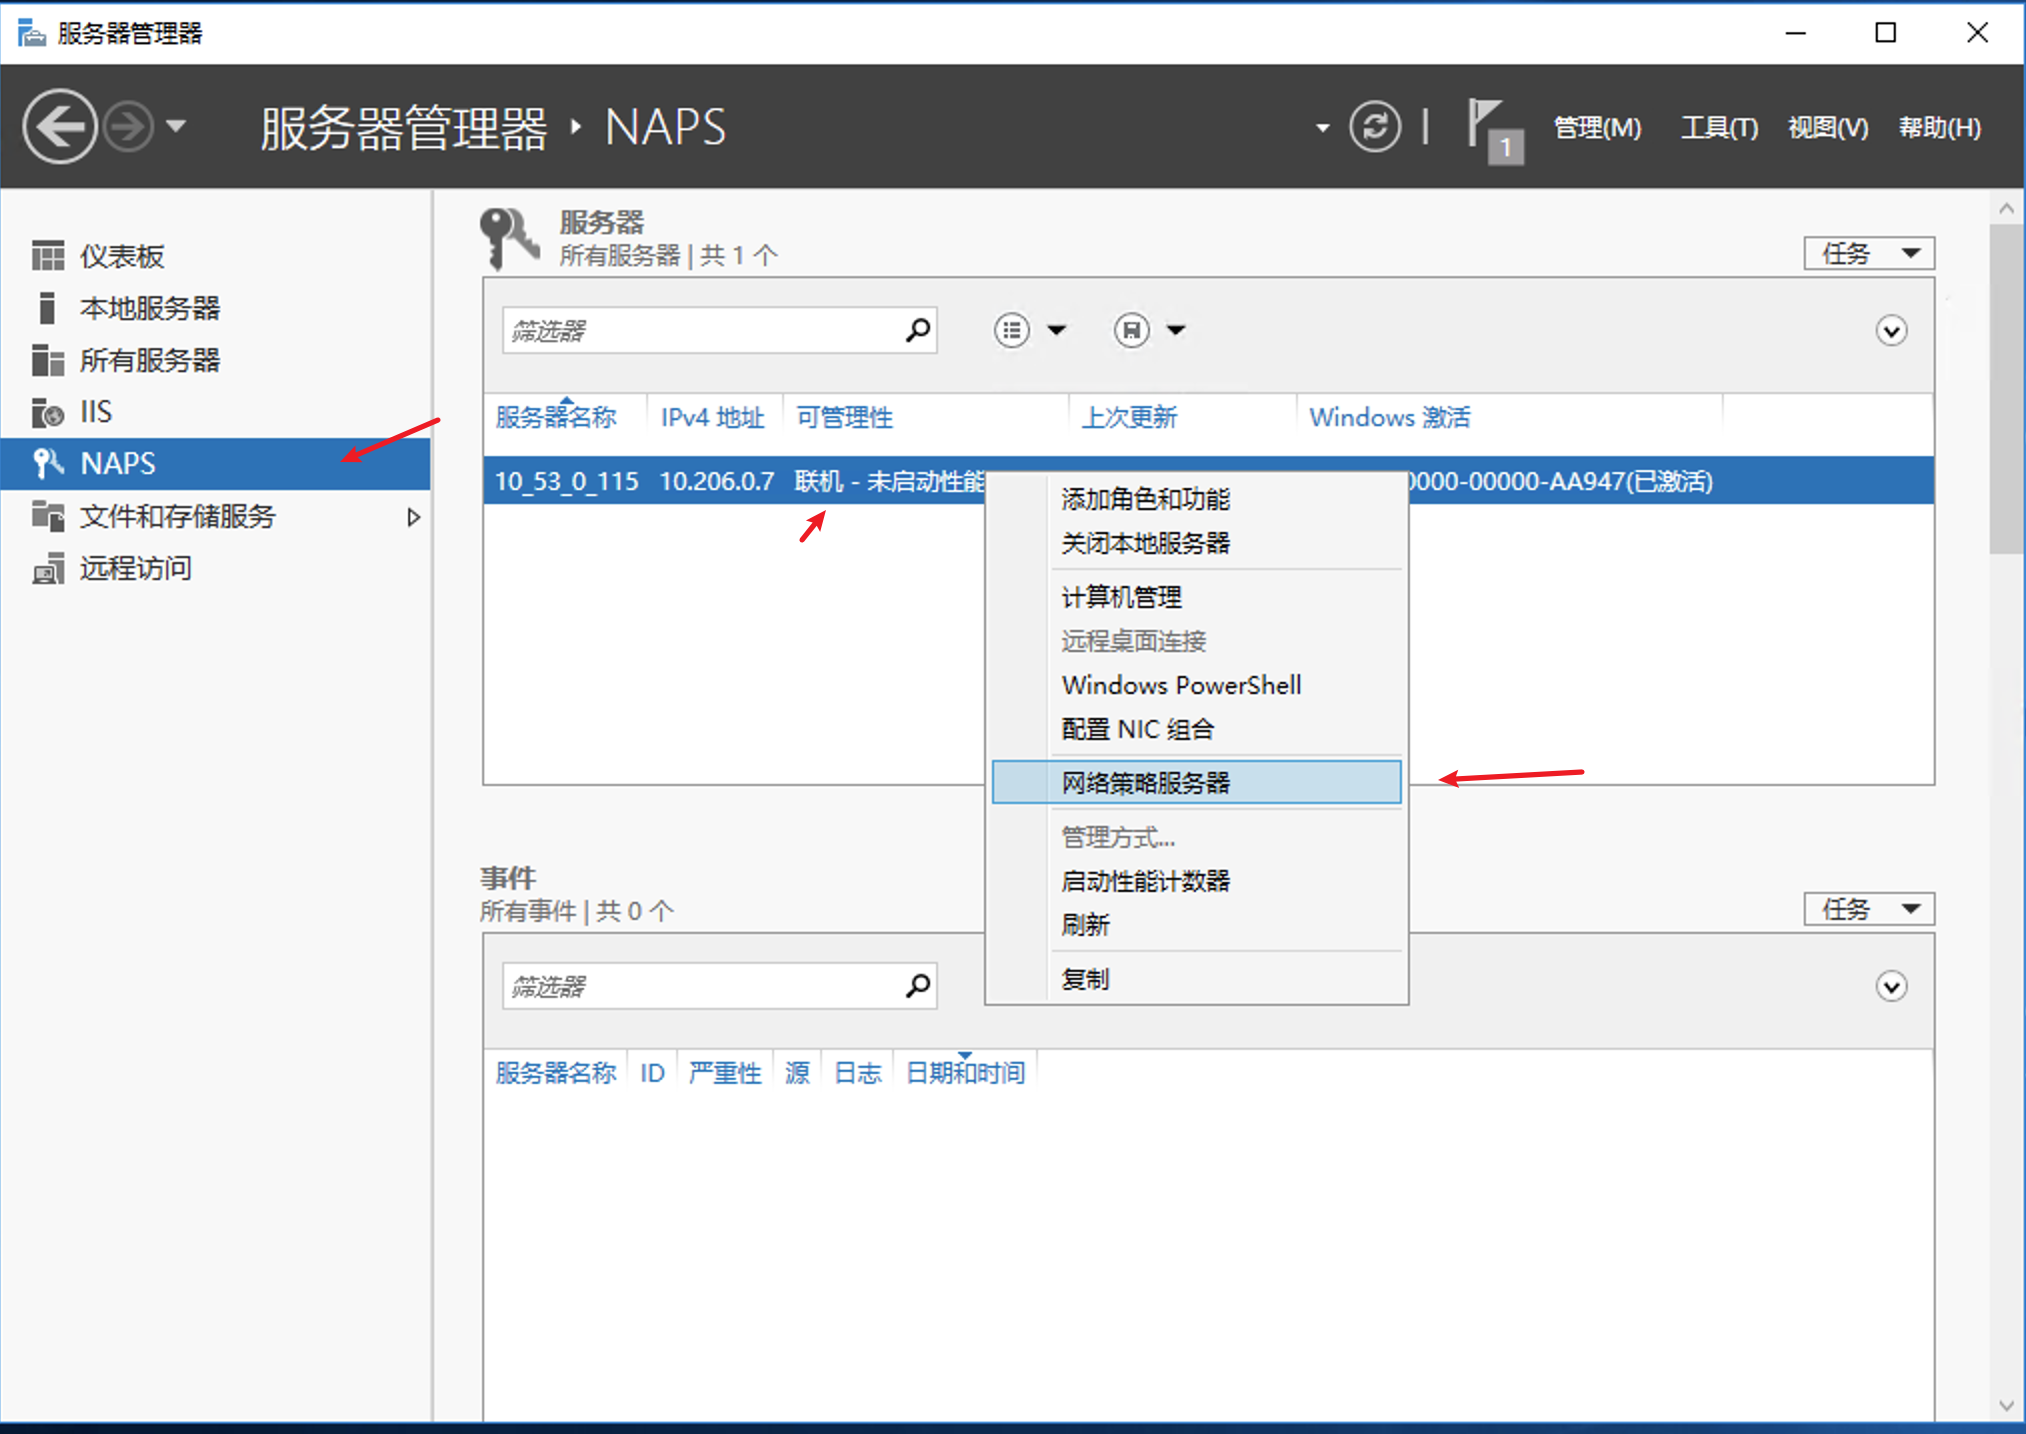 服务器管理器
服务器管理器 ‣ NAPS
1
管理(M) 工具(T) 视图(V) 帮助(H)
仪表板
本地服务器
所有服务器
IIS
NAPS
文件和存储服务
远程访问
服务器
所有服务器 | 共 1 个
任务
筛选器
服务器名称 IPv4 地址 可管理性 上次更新 Windows 激活
10_53_0_115 10.206.0.7 联机 - 未启动性能 0000-00000-AA947(已激活)
添加角色和功能
关闭本地服务器
计算机管理
远程桌面连接
Windows PowerShell
配置 NIC 组合
网络策略服务器
管理方式...
启动性能计数器
刷新
复制
事件
所有事件 | 共 0 个
任务
筛选器
服务器名称 ID 严重性 源 日志 日期和时间